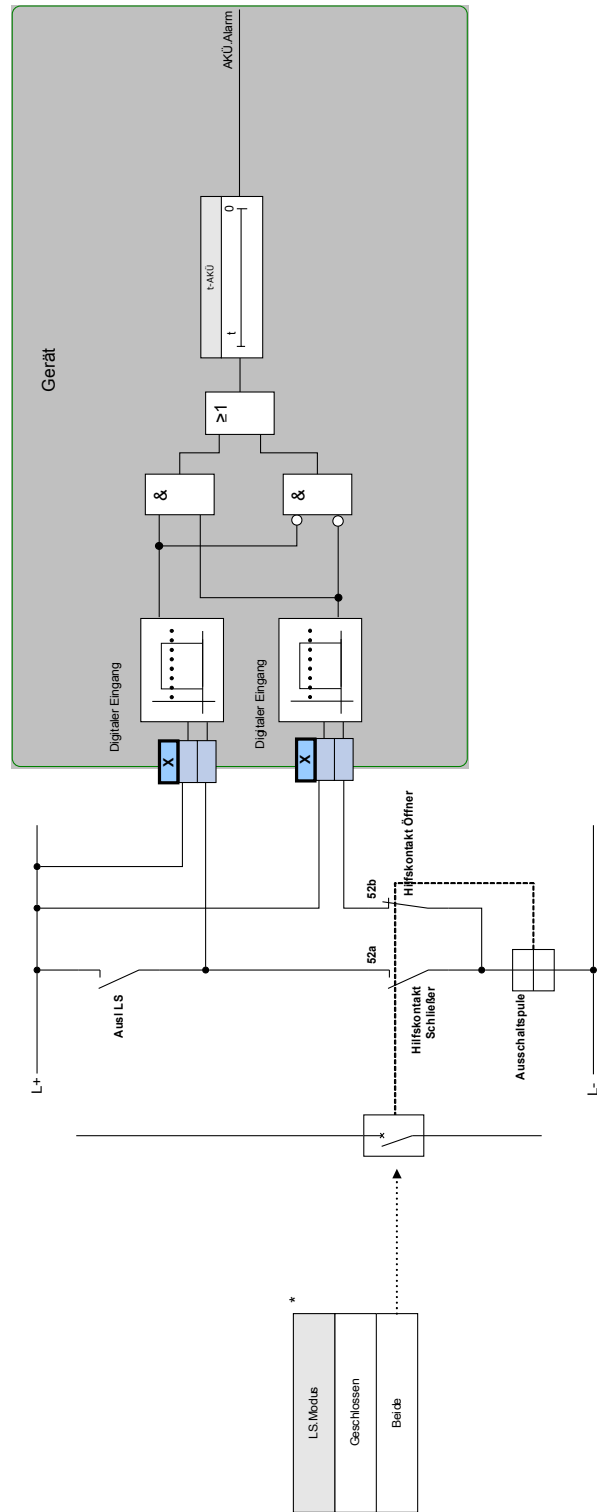 Gerät
AKÜ.Alarm
t-AKÜ
t
0
≥1
&
&
Digitaler Eingang
Digitaler Eingang
X
X
L+
Ausl LS
52a
52b
Hilfskontakt Öffner
Hilfskontakt
Schließer
Ausschaltspule
L-
*
LS.Modus
Geschlossen
Beide